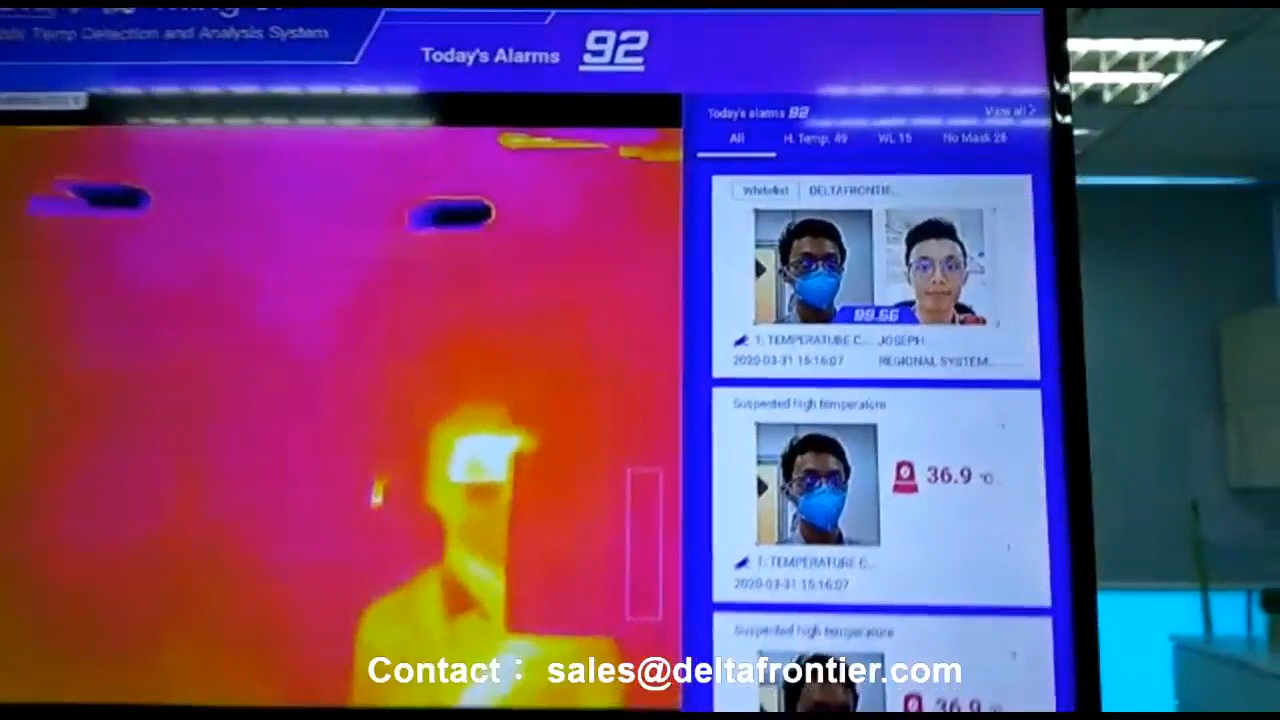 Temp Detection and Analysis System
Today's Alarms 92
Today's alarms 92
View all >
All H. Temp. 49 WL 15 No Mask 28
Whitelist DELTAFRONTIE...
99.56
1: TEMPERATURE C... JOSEPH
2020-03-31 15:16:07 REGIONAL SYSTEM...
Suspected high temperature
36.9 °C
1: TEMPERATURE C...
2020-03-31 15:16:07
Suspected high temperature
36.9 °C
Contact： sales@deltafrontier.com